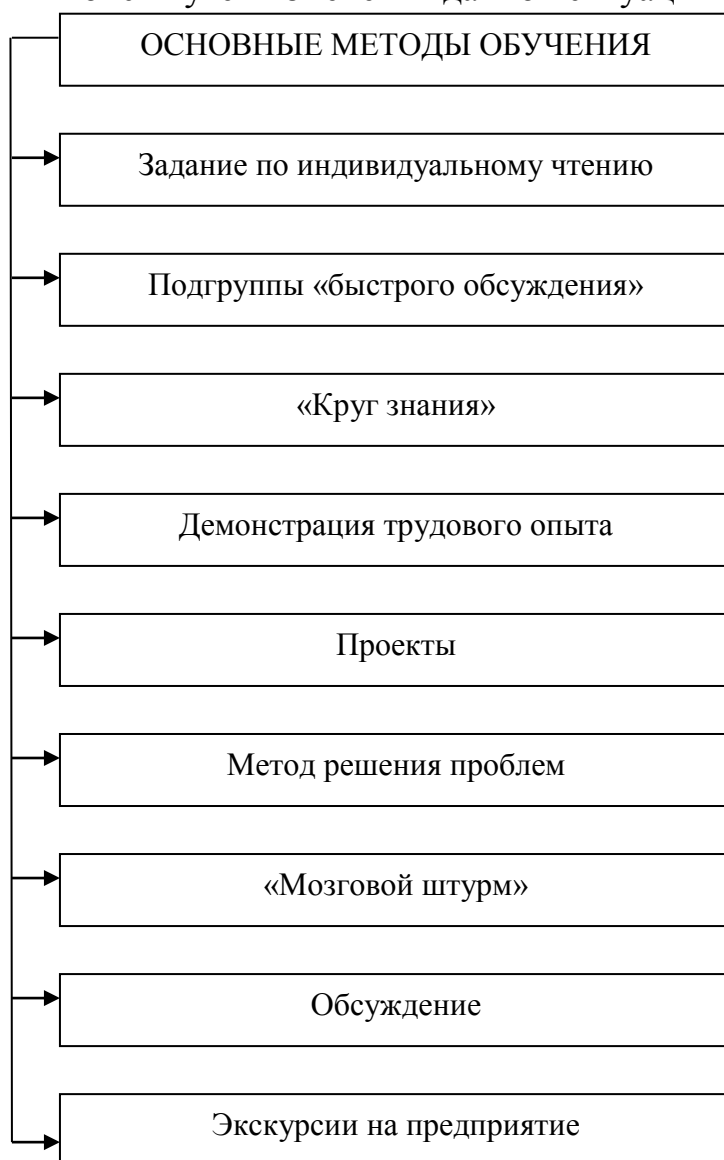 ОСНОВНЫЕ МЕТОДЫ ОБУЧЕНИЯ
Задание по индивидуальному чтению
Подгруппы «быстрого обсуждения»
«Круг знания»
Демонстрация трудового опыта
Проекты
Метод решения проблем
«Мозговой штурм»
Обсуждение
Экскурсии на предприятие